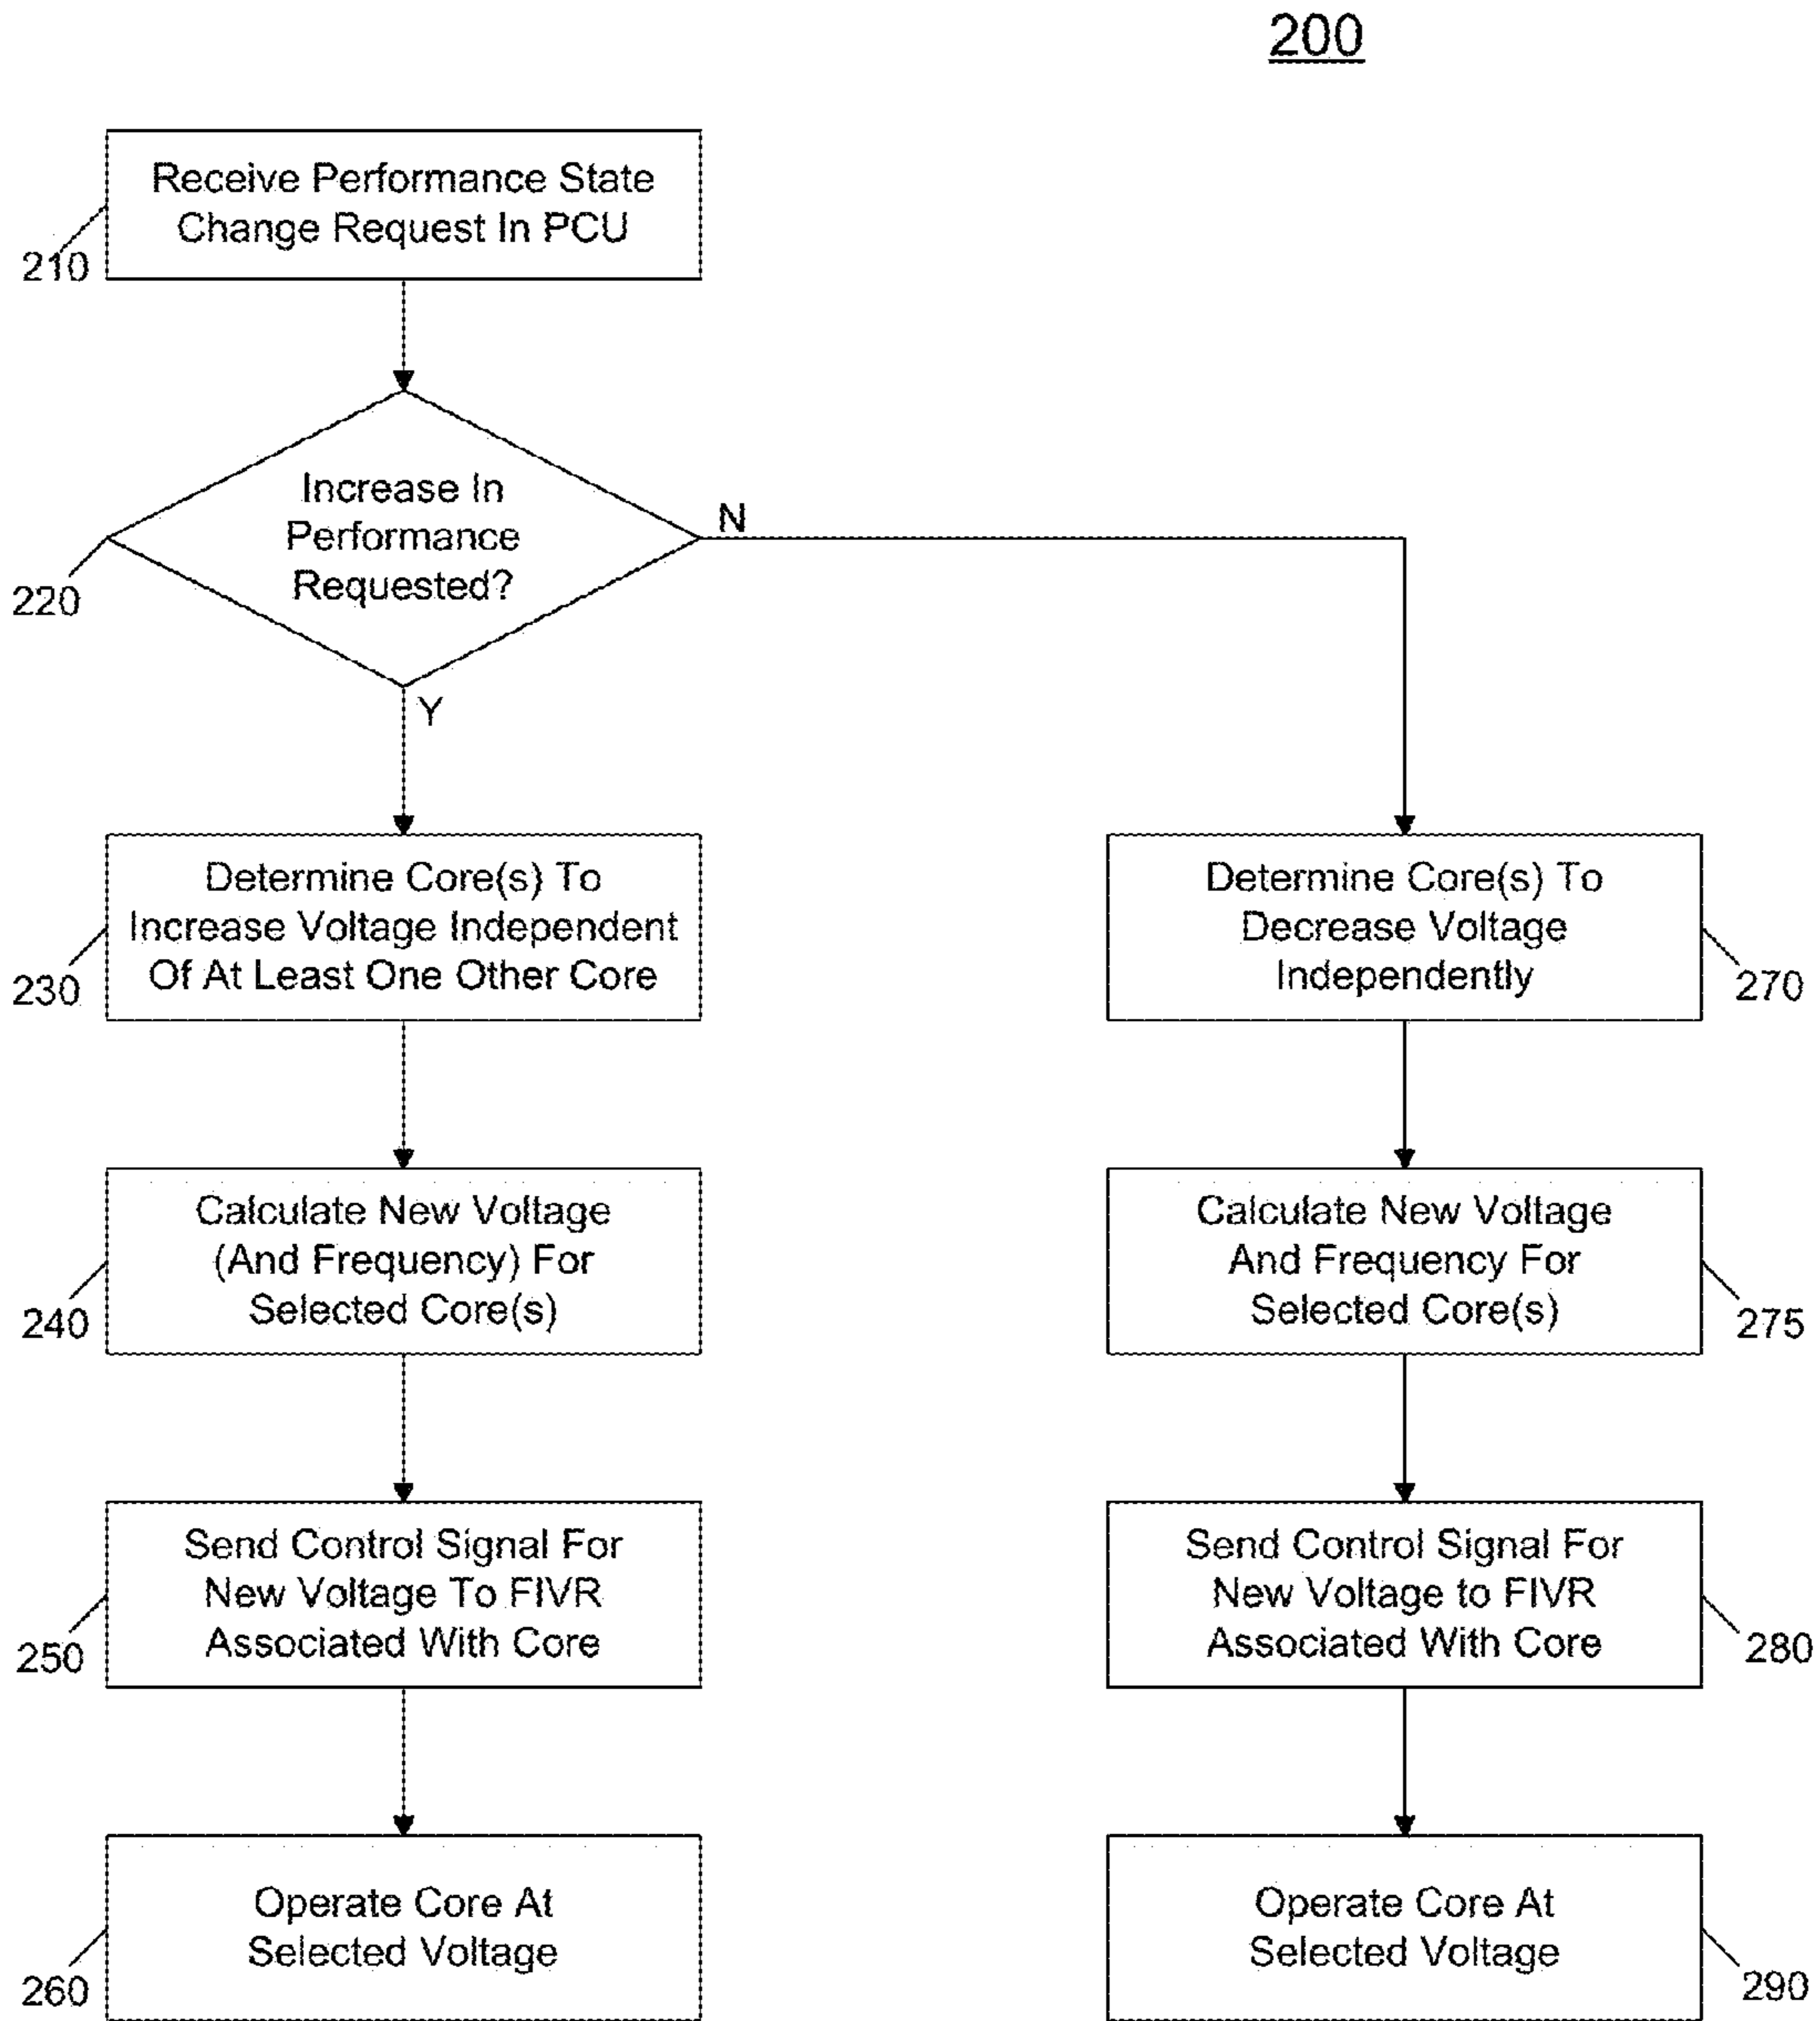 200
Receive Performance State
Change Request In PCU
210
Increase In
Performance
Requested?
220
N
Y
Determine Core(s) To
Increase Voltage Independent
Of At Least One Other Core
230
Calculate New Voltage
(And Frequency) For
Selected Core(s)
240
Send Control Signal For
New Voltage To FIVR
Associated With Core
250
Operate Core At
Selected Voltage
260
Determine Core(s) To
Decrease Voltage
Independently
270
Calculate New Voltage
And Frequency For
Selected Core(s)
275
Send Control Signal For
New Voltage to FIVR
Associated With Core
280
Operate Core At
Selected Voltage
290